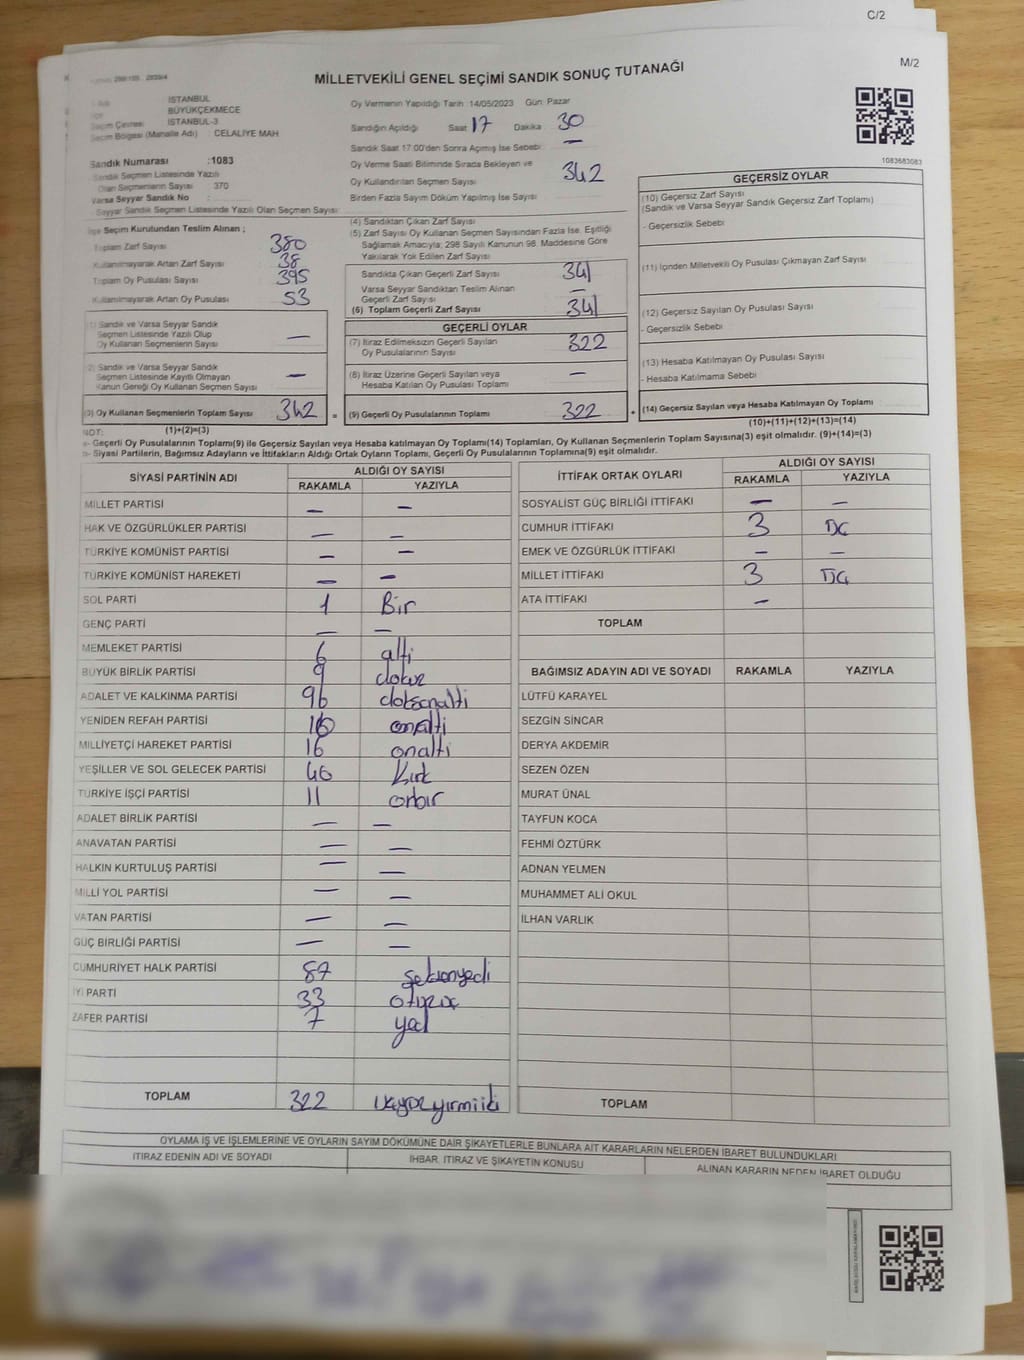 C/2
M/2
MİLLETVEKİLİ GENEL SEÇİMİ SANDIK SONUÇ TUTANAĞI
İSTANBUL
BÜYÜKÇEKMECE
Seçim Çevresi İSTANBUL-3
Seçim Bölgesi (Mahalle Adı) CELALİYE MAH
Sandık Numarası :1083
Sandık Seçmen Listesinde Yazılı
Olan Seçmenlerin Sayısı 370
Varsa Seyyar Sandık No :
Seyyar Sandık Seçmen Listesinde Yazılı Olan Seçmen Sayısı:
İlçe Seçim Kurulundan Teslim Alınan ;
Toplam Zarf Sayısı 380
Kullanılmayarak Artan Zarf Sayısı 38
Toplam Oy Pusulası Sayısı 395
Kullanılmayarak Artan Oy Pusulası 53
(1) Sandık ve Varsa Seyyar Sandık
Seçmen Listesinde Yazılı Olup
Oy Kullanan Seçmenlerin Sayısı —
(2) Sandık ve Varsa Seyyar Sandık
Seçmen Listesinde Kayıtlı Olmayan
Kanun Gereği Oy Kullanan Seçmen Sayısı —
(3) Oy Kullanan Seçmenlerin Toplam Sayısı 342 =
(1)+(2)=(3)
Oy Vermenin Yapıldığı Tarih :14/05/2023 Gün: Pazar
Sandığın Açıldığı Saat 17 Dakika 30
Sandık Saat 17:00'den Sonra Açımış İse Sebebi: —
Oy Verme Saati Bitiminde Sırada Bekleyen ve
Oy Kullandırılan Seçmen Sayısı 342
Birden Fazla Sayım Döküm Yapılmış İse Sayısı :
(4) Sandıktan Çıkan Zarf Sayısı
(5) Zarf Sayısı Oy Kullanan Seçmen Sayısından Fazla İse, Eşitliği
Sağlamak Amacıyla; 298 Sayılı Kanunun 98. Maddesine Göre
Yakılarak Yok Edilen Zarf Sayısı
Sandıkta Çıkan Geçerli Zarf Sayısı 341
Varsa Seyyar Sandıktan Teslim Alınan
Geçerli Zarf Sayısı —
(6) Toplam Geçerli Zarf Sayısı 341
GEÇERLİ OYLAR
(7) İtiraz Edilmeksizin Geçerli Sayılan
Oy Pusulalarının Sayısı 322
(8) İtiraz Üzerine Geçerli Sayılan veya
Hesaba Katılan Oy Pusulası Toplamı —
(9) Geçerli Oy Pusulalarının Toplamı 322 +
1083683083
GEÇERSİZ OYLAR
(10) Geçersiz Zarf Sayısı
(Sandık ve Varsa Seyyar Sandık Geçersiz Zarf Toplamı)
- Geçersizlik Sebebi
(11) İçinden Milletvekili Oy Pusulası Çıkmayan Zarf Sayısı
(12) Geçersiz Sayılan Oy Pusulası Sayısı
- Geçersizlik Sebebi
(13) Hesaba Katılmayan Oy Pusulası Sayısı
- Hesaba Katılmama Sebebi
(14) Geçersiz Sayılan veya Hesaba Katılmayan Oy Toplamı
(10)+(11)+(12)+(13)=(14)
NOT:
a- Geçerli Oy Pusulalarının Toplamı(9) ile Geçersiz Sayılan veya Hesaba katılmayan Oy Toplamı(14) Toplamları, Oy Kullanan Seçmenlerin Toplam Sayısına(3) eşit olmalıdır. (9)+(14)=(3)
b- Siyasi Partilerin, Bağımsız Adayların ve İttifakların Aldığı Ortak Oyların Toplamı, Geçerli Oy Pusulalarının Toplamına(9) eşit olmalıdır.
SİYASİ PARTİNİN ADI ALDIĞI OY SAYISI
RAKAMLA YAZIYLA
MİLLET PARTİSİ — —
HAK VE ÖZGÜRLÜKLER PARTİSİ — —
TÜRKİYE KOMÜNİST PARTİSİ — —
TÜRKİYE KOMÜNİST HAREKETİ — —
SOL PARTİ 1 Bir
GENÇ PARTİ — —
MEMLEKET PARTİSİ 6 altı
BÜYÜK BİRLİK PARTİSİ 9 dokuz
ADALET VE KALKINMA PARTİSİ 96 doksanaltı
YENİDEN REFAH PARTİSİ 16 onaltı
MİLLİYETÇİ HAREKET PARTİSİ 16 onaltı
YEŞİLLER VE SOL GELECEK PARTİSİ 40 kırk
TÜRKİYE İŞÇİ PARTİSİ 11 onbir
ADALET BİRLİK PARTİSİ — —
ANAVATAN PARTİSİ — —
HALKIN KURTULUŞ PARTİSİ — —
MİLLİ YOL PARTİSİ — —
VATAN PARTİSİ — —
GÜÇ BİRLİĞİ PARTİSİ — —
CUMHURİYET HALK PARTİSİ 87 seksenyedi
İYİ PARTİ 33 otuzüç
ZAFER PARTİSİ 7 yedi
TOPLAM 322 üçyüzyirmiiki
İTTİFAK ORTAK OYLARI ALDIĞI OY SAYISI
RAKAMLA YAZIYLA
SOSYALİST GÜÇ BİRLİĞİ İTTİFAKI — —
CUMHUR İTTİFAKI 3 üç
EMEK VE ÖZGÜRLÜK İTTİFAKI — —
MİLLET İTTİFAKI 3 üç
ATA İTTİFAKI —
TOPLAM
BAĞIMSIZ ADAYIN ADI VE SOYADI RAKAMLA YAZIYLA
LÜTFÜ KARAYEL
SEZGİN SİNCAR
DERYA AKDEMİR
SEZEN ÖZEN
MURAT ÜNAL
TAYFUN KOCA
FEHMİ ÖZTÜRK
ADNAN YELMEN
MUHAMMET ALİ OKUL
İLHAN VARLIK
TOPLAM
OYLAMA İŞ VE İŞLEMLERİNE VE OYLARIN SAYIM DÖKÜMÜNE DAİR ŞİKAYETLERLE BUNLARA AİT KARARLARIN NELERDEN İBARET BULUNDUKLARI
İTİRAZ EDENİN ADI VE SOYADI İHBAR, İTİRAZ VE ŞİKAYETİN KONUSU ALINAN KARARIN NEDEN İBARET OLDUĞU